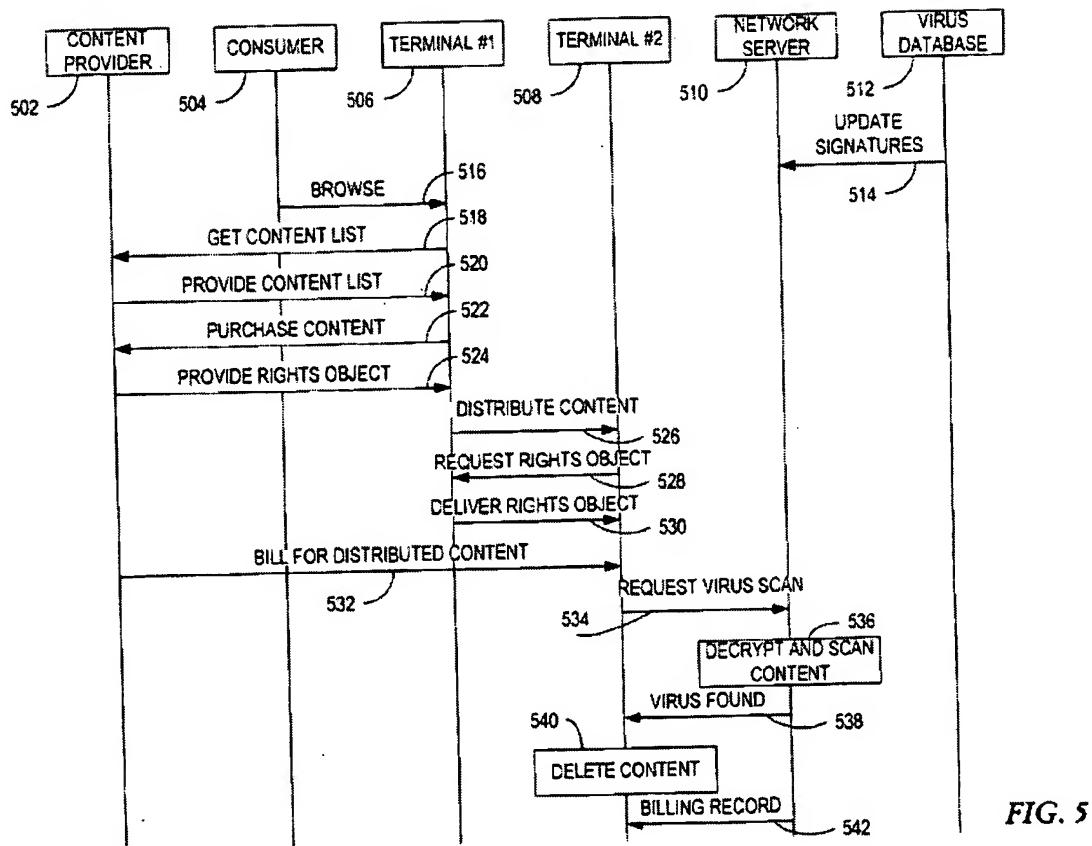 CONTENT
PROVIDER
CONSUMER
TERMINAL #1
TERMINAL #2
NETWORK
SERVER
VIRUS
DATABASE
502
504
506
508
510
512
UPDATE
SIGNATURES
514
BROWSE
516
GET CONTENT LIST
518
PROVIDE CONTENT LIST
520
PURCHASE CONTENT
522
PROVIDE RIGHTS OBJECT
524
DISTRIBUTE CONTENT
526
REQUEST RIGHTS OBJECT
528
DELIVER RIGHTS OBJECT
530
BILL FOR DISTRIBUTED CONTENT
532
REQUEST VIRUS SCAN
534
536
DECRYPT AND SCAN
CONTENT
VIRUS FOUND
538
540
DELETE CONTENT
BILLING RECORD
542
FIG. 5